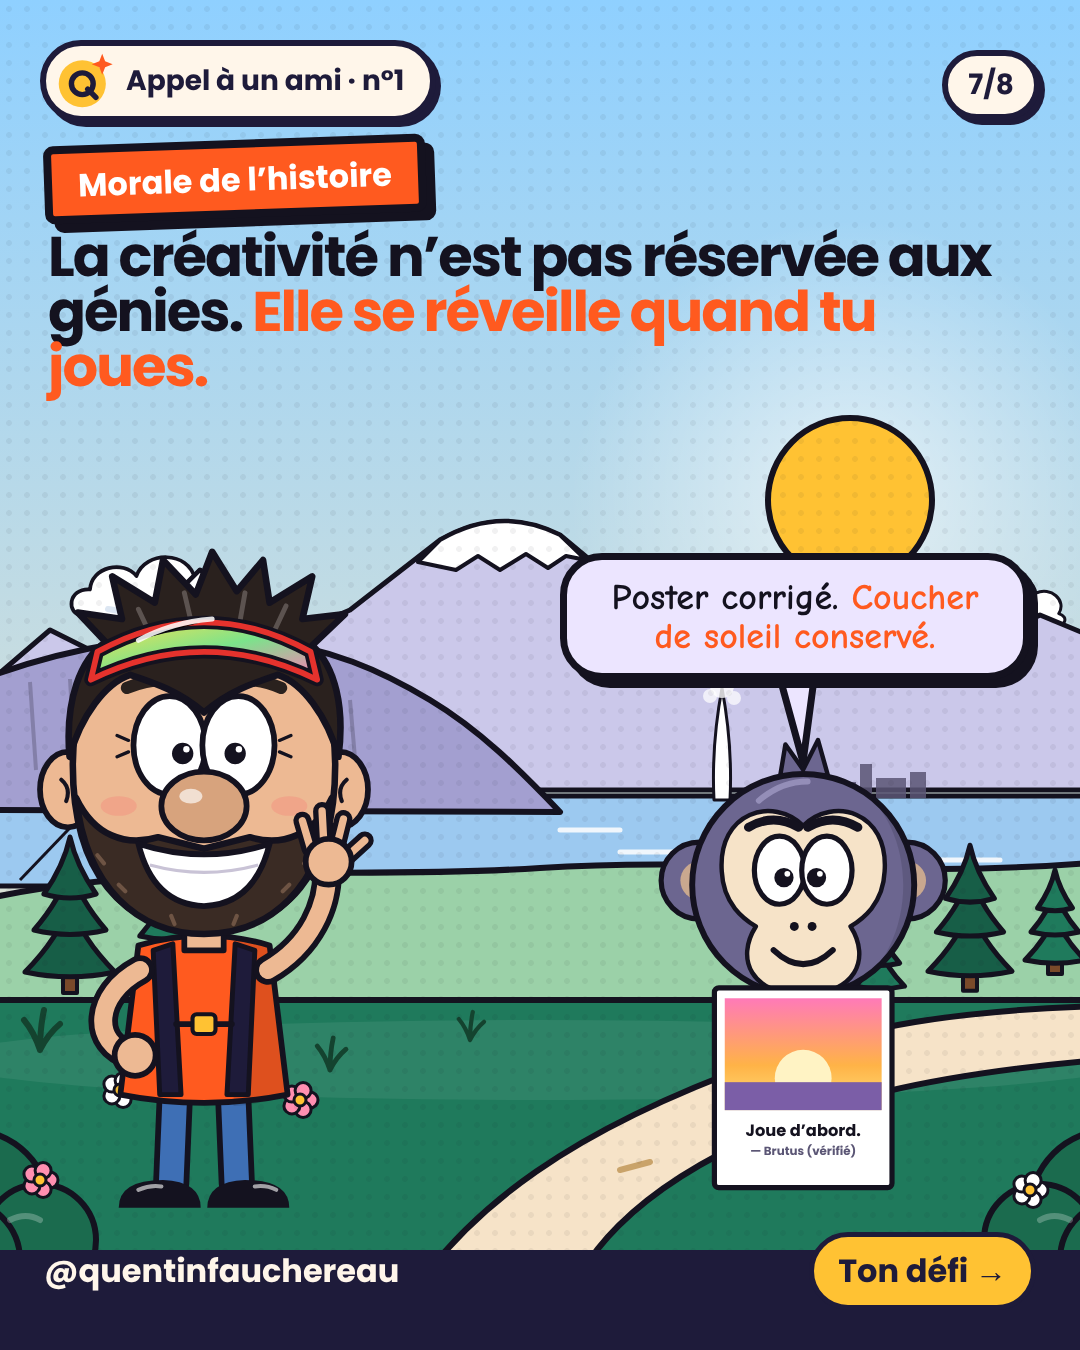 Q Appel à un ami · n°1
7/8
Morale de l’histoire
La créativité n’est pas réservée aux
génies. Elle se réveille quand tu
joues.
Poster corrigé. Coucher
de soleil conservé.
Joue d’abord.
— Brutus (vérifié)
@quentinfauchereau
Ton défi →